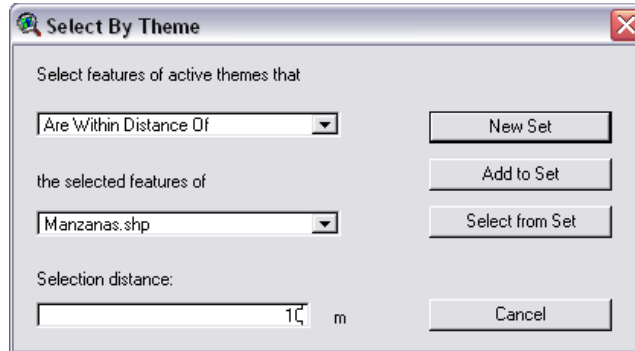 Select By Theme
Select features of active themes that
Are Within Distance Of
New Set
the selected features of
Add to Set
Manzanas.shp
Select from Set
Selection distance:
m
Cancel